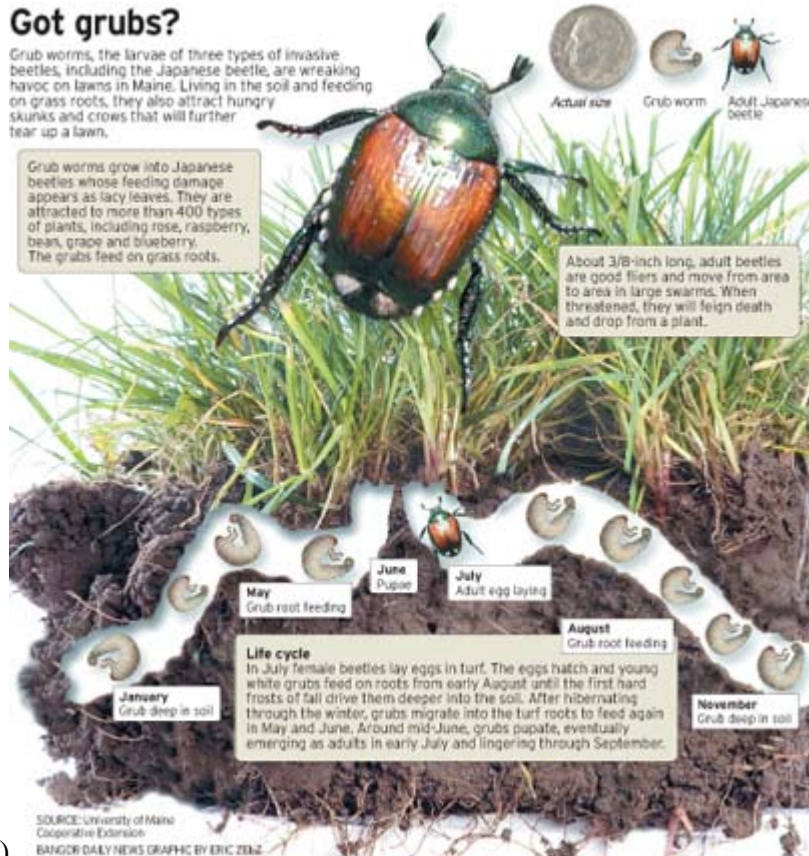 Got grubs?
Grub worms, the larvae of three types of invasive
beetles, including the Japanese beetle, are wreaking
havoc on lawns in Maine. Living in the soil and feeding
on grass roots, they also attract hungry
skunks and crows that will further
tear up a lawn.
Actual size
Grub worm
Adult Japanese
beetle
Grub worms grow into Japanese
beetles whose feeding damage
appears as lacy leaves. They are
attracted to more than 400 types
of plants, including rose, raspberry,
bean, grape and blueberry.
The grubs feed on grass roots.
About 3/8-inch long, adult beetles
are good fliers and move from area
to area in large swarms. When
threatened, they will feign death
and drop from a plant.
January
Grub deep in soil
May
Grub root feeding
June
Pupae
July
Adult egg laying
August
Grub root feeding
November
Grub deep in soil
Life cycle
In July female beetles lay eggs in turf. The eggs hatch and young
white grubs feed on roots from early August until the first hard
frosts of fall drive them deeper into the soil. After hibernating
through the winter, grubs migrate into the turf roots to feed again
in May and June. Around mid-June, grubs pupate, eventually
emerging as adults in early July and lingering through September.
SOURCE: University of Maine
Cooperative Extension
BANGOR DAILY NEWS GRAPHIC BY ERIC ZELZ
)